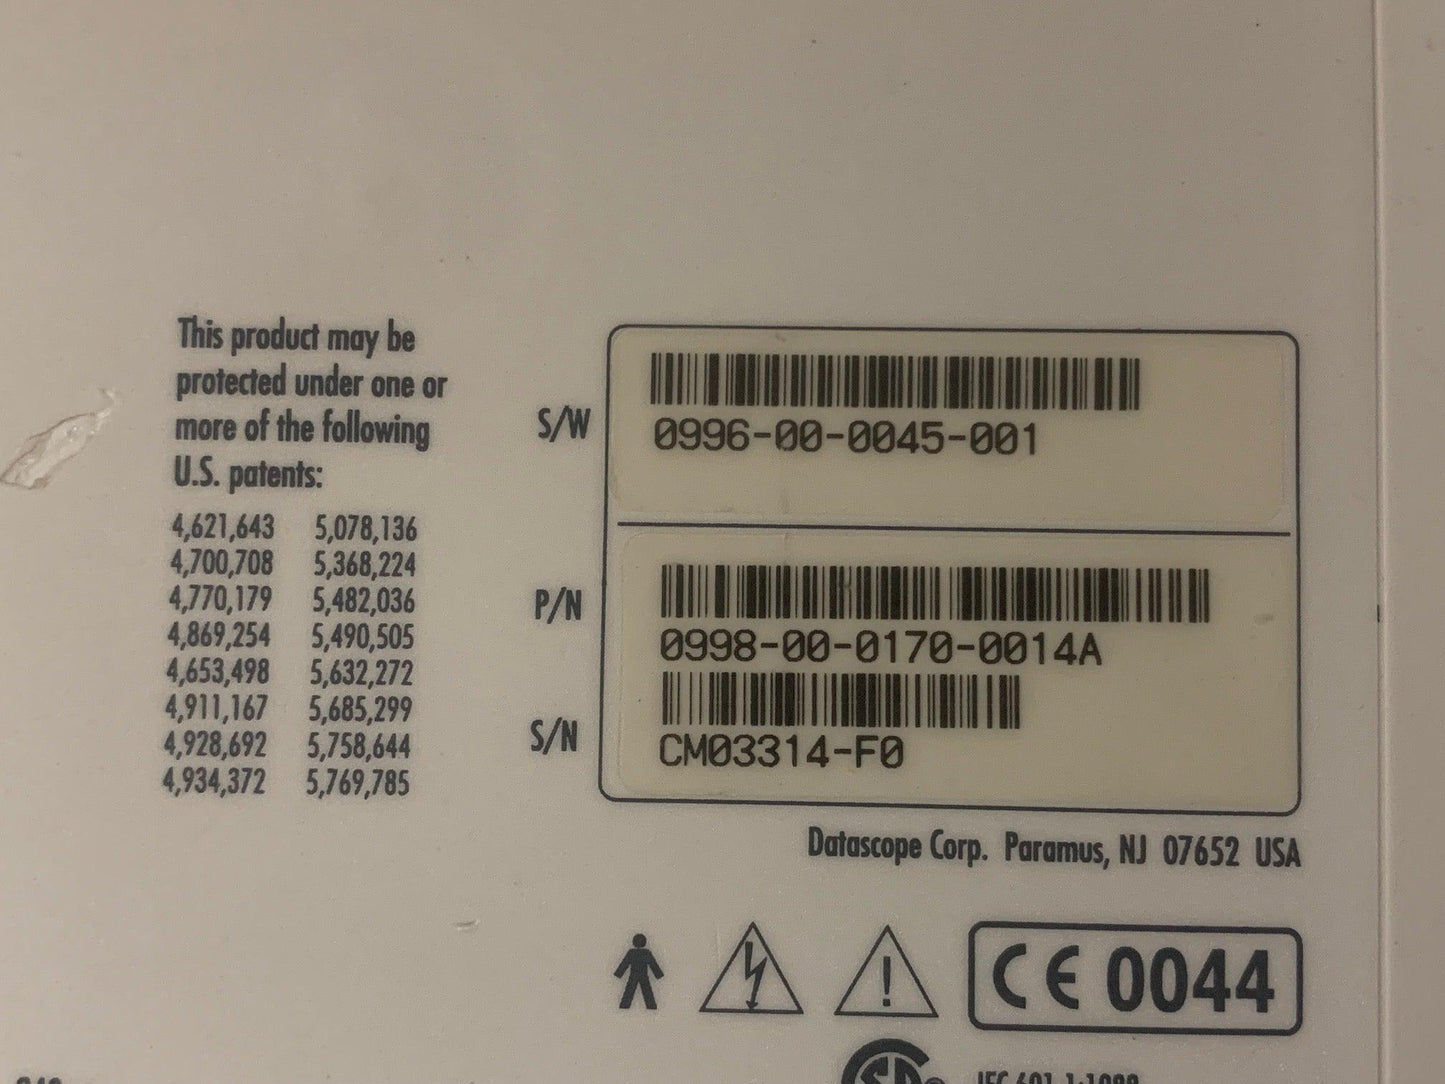 This product may be
protected under one or
more of the following
U.S. patents:
4,621,643 5,078,136
4,700,708 5,368,224
4,770,179 5,482,036
4,869,254 5,490,505
4,653,498 5,632,272
4,911,167 5,685,299
4,928,692 5,758,644
4,934,372 5,769,785
S/W
0996-00-0045-001
P/N
0998-00-0170-0014A
S/N
CM03314-F0
Datascope Corp. Paramus, NJ 07652 USA
CE 0044
IEC 601-1:1988